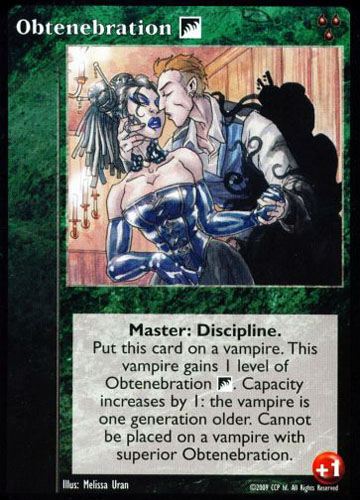 Obtenebration
Master: Discipline.
Put this card on a vampire. This
vampire gains 1 level of
Obtenebration . Capacity
increases by 1: the vampire is
one generation older. Cannot
be placed on a vampire with
superior Obtenebration.
+1
Illus: Melissa Uran ©2009 CCP hf. All Rights Reserved